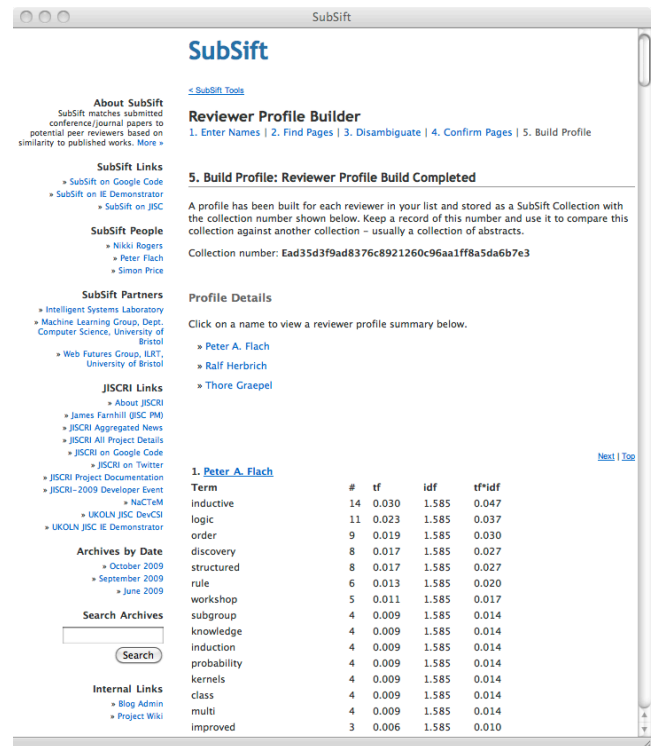 SubSift
SubSift
< SubSift Tools
About SubSift
SubSift matches submitted
conference/journal papers to
potential peer reviewers based on
similarity to published works. More »
SubSift Links
» SubSift on Google Code
» SubSift on IE Demonstrator
» SubSift on JISC
SubSift People
» Nikki Rogers
» Peter Flach
» Simon Price
SubSift Partners
» Intelligent Systems Laboratory
» Machine Learning Group, Dept.
Computer Science, University of
Bristol
» Web Futures Group, ILRT,
University of Bristol
JISCRI Links
» About JISCRI
» James Farnhill (JISC PM)
» JISCRI Aggregated News
» JISCRI All Project Details
» JISCRI on Google Code
» JISCRI on Twitter
» JISCRI Project Documentation
» JISCRI-2009 Developer Event
» NaCTeM
» UKOLN JISC DevCSI
» UKOLN JISC IE Demonstrator
Archives by Date
» October 2009
» September 2009
» June 2009
Search Archives
Search
Internal Links
» Blog Admin
» Project Wiki
Reviewer Profile Builder
1. Enter Names | 2. Find Pages | 3. Disambiguate | 4. Confirm Pages | 5. Build Profile
5. Build Profile: Reviewer Profile Build Completed
A profile has been built for each reviewer in your list and stored as a SubSift Collection with
the collection number shown below. Keep a record of this number and use it to compare this
collection against another collection – usually a collection of abstracts.
Collection number: Ead35d3f9ad8376c8921260c96aa1ff8a5da6b7e3
Profile Details
Click on a name to view a reviewer profile summary below.
» Peter A. Flach
» Ralf Herbrich
» Thore Graepel
Next | Top
1. Peter A. Flach
Term # tf idf tf*idf
inductive 14 0.030 1.585 0.047
logic 11 0.023 1.585 0.037
order 9 0.019 1.585 0.030
discovery 8 0.017 1.585 0.027
structured 8 0.017 1.585 0.027
rule 6 0.013 1.585 0.020
workshop 5 0.011 1.585 0.017
subgroup 4 0.009 1.585 0.014
knowledge 4 0.009 1.585 0.014
induction 4 0.009 1.585 0.014
probability 4 0.009 1.585 0.014
kernels 4 0.009 1.585 0.014
class 4 0.009 1.585 0.014
multi 4 0.009 1.585 0.014
improved 3 0.006 1.585 0.010